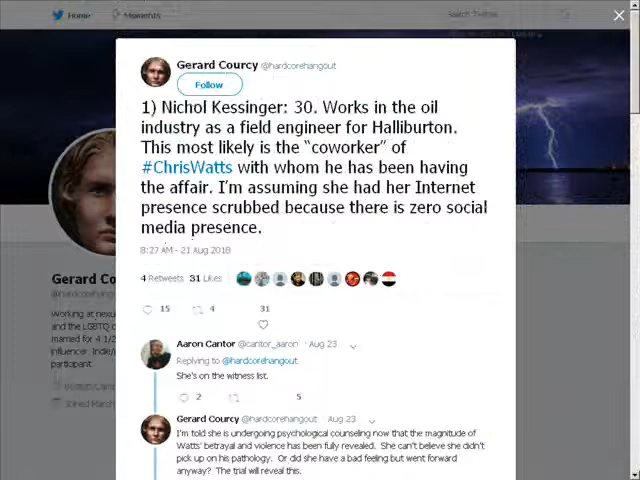 Home
Moments
Search Twitter
Gerard Courcy @hardcorehangout
Follow
1) Nichol Kessinger: 30. Works in the oil
industry as a field engineer for Halliburton.
This most likely is the “coworker” of
#ChrisWatts with whom he has been having
the affair. I’m assuming she had her Internet
presence scrubbed because there is zero social
media presence.
8:27 AM - 21 Aug 2018
4 Retweets 31 Likes
15 4 31
Aaron Cantor @cantor_aaron Aug 23
Replying to @hardcorehangout
She's on the witness list.
2 5
Gerard Courcy @hardcorehangout Aug 23
I'm told she is undergoing psychological counseling now that the magnitude of
Watts' betrayal and violence has been fully revealed. She can't believe she didn't
pick up on his pathology. Or did she have a bad feeling but went forward
anyway? The trial will reveal this.
Gerard Co
@hardcorehang
Working at nexu
and the LGBTQ c
married for 4 1/2
influencer
participant
Joined March